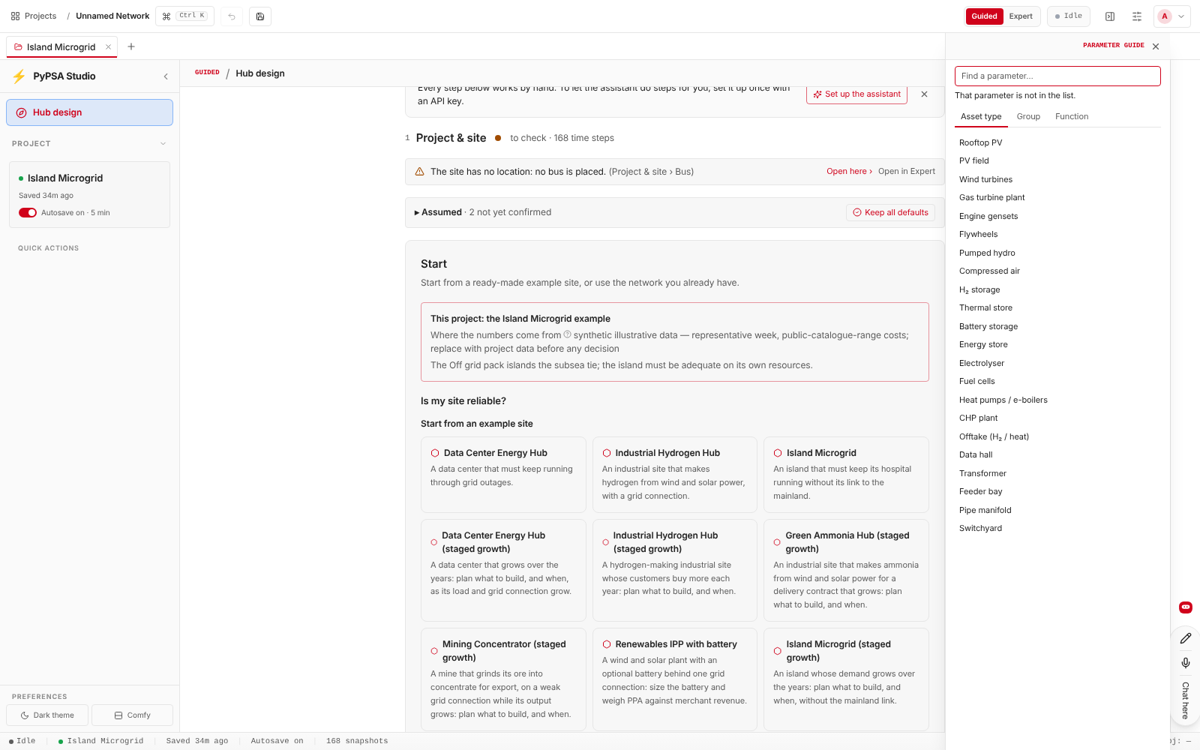 Projects / Unnamed Network Ctrl K Guided Expert Idle A
Island Microgrid
PyPSA Studio
Hub design
PROJECT
Island Microgrid
Saved 34m ago
Autosave on · 5 min
QUICK ACTIONS
PREFERENCES
Dark theme Comfy
GUIDED / Hub design
Every step below works by hand. To let the assistant do steps for you, set it up once with
an API key.
Set up the assistant
1 Project & site to check · 168 time steps
The site has no location: no bus is placed. (Project & site › Bus) Open here › Open in Expert
Assumed · 2 not yet confirmed Keep all defaults
Start
Start from a ready-made example site, or use the network you already have.
This project: the Island Microgrid example
Where the numbers come from synthetic illustrative data — representative week, public-catalogue-range costs;
replace with project data before any decision
The Off grid pack islands the subsea tie; the island must be adequate on its own resources.
Is my site reliable?
Start from an example site
Data Center Energy Hub
A data center that must keep running
through grid outages.
Industrial Hydrogen Hub
An industrial site that makes
hydrogen from wind and solar power,
with a grid connection.
Island Microgrid
An island that must keep its hospital
running without its link to the
mainland.
Data Center Energy Hub
(staged growth)
A data center that grows over the
years: plan what to build, and when,
as its load and grid connection grow.
Industrial Hydrogen Hub
(staged growth)
A hydrogen-making industrial site
whose customers buy more each
year: plan what to build, and when.
Green Ammonia Hub (staged
growth)
An industrial site that makes ammonia
from wind and solar power for a
delivery contract that grows: plan
what to build, and when.
Mining Concentrator (staged
growth)
A mine that grinds its ore into
concentrate for export, on a weak
grid connection while its output
grows: plan what to build, and when.
Renewables IPP with battery
A wind and solar plant with an
optional battery behind one grid
connection: size the battery and
weigh PPA against merchant revenue.
Island Microgrid (staged
growth)
An island whose demand grows over
the years: plan what to build, and
when, without the mainland link.
PARAMETER GUIDE
Find a parameter...
That parameter is not in the list.
Asset type Group Function
Rooftop PV
PV field
Wind turbines
Gas turbine plant
Engine gensets
Flywheels
Pumped hydro
Compressed air
H₂ storage
Thermal store
Battery storage
Energy store
Electrolyser
Fuel cells
Heat pumps / e-boilers
CHP plant
Offtake (H₂ / heat)
Data hall
Transformer
Feeder bay
Pipe manifold
Switchyard
Chat here
Idle Island Microgrid Saved 34m ago Autosave on 168 snapshots